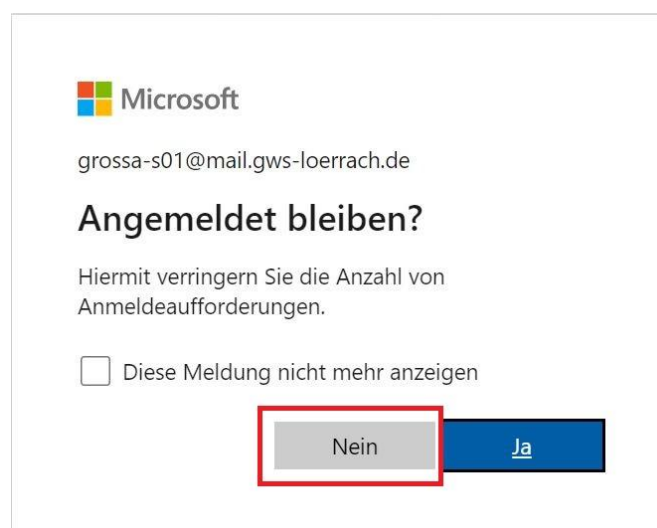 Microsoft
grossa-s01@mail.gws-loerrach.de
Angemeldet bleiben?
Hiermit verringern Sie die Anzahl von
Anmeldeaufforderungen.
Diese Meldung nicht mehr anzeigen
Nein
Ja